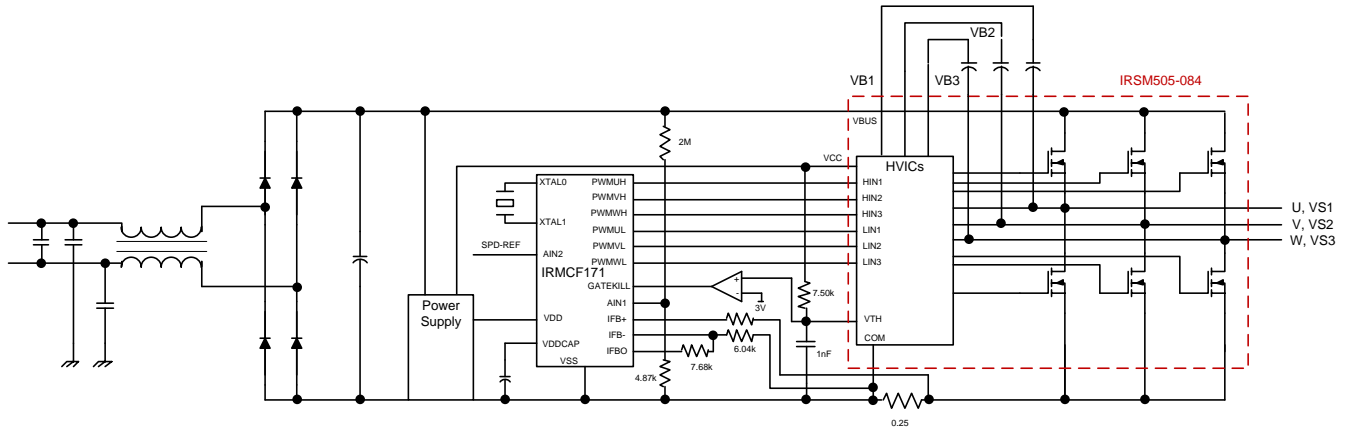 VB2
VB1
VB3
IRSM505-084
VBUS
2M
VCC
HVICs
XTAL0
PWMUH
HIN1
PWMVH
HIN2
PWMWH
HIN3
U, VS1
XTAL1
PWMUL
LIN1
V, VS2
SPD-REF
AIN2
PWMVL
LIN2
W, VS3
PWMWL
LIN3
IRMCF171
GATEKILL
+
-
3V
7.50k
Power
Supply
AIN1
VDD
IFB+
VTH
IFB-
COM
VDDCAP
6.04k
IFBO
1nF
VSS
7.68k
4.87k
0.25